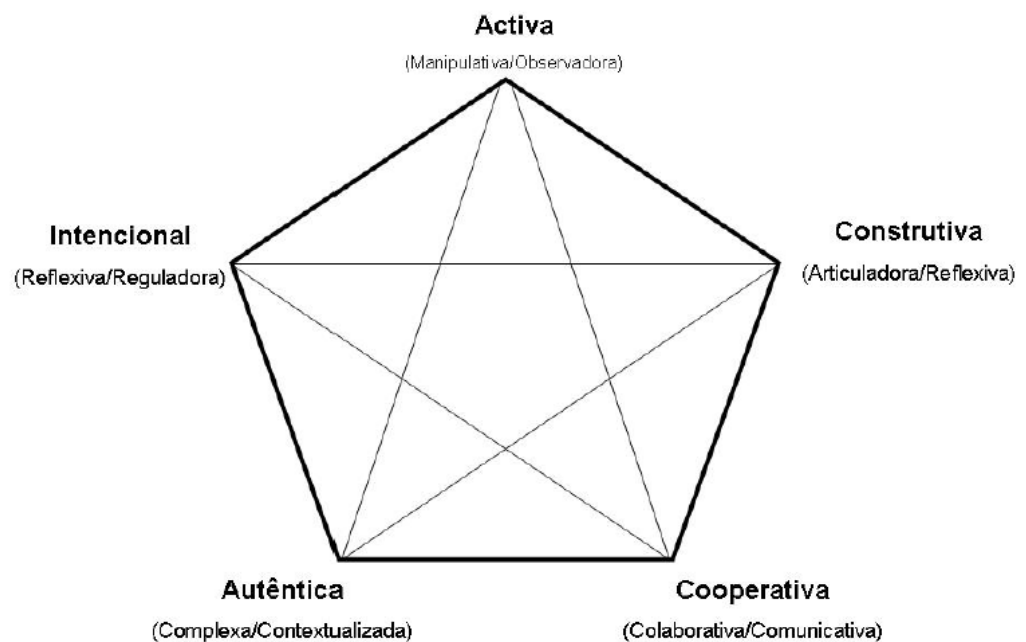 Activa
(Manipulativa/Observadora)
Intencional
(Reflexiva/Reguladora)
Construtiva
(Articuladora/Reflexiva)
Autêntica
(Complexa/Contextualizada)
Cooperativa
(Colaborativa/Comunicativa)